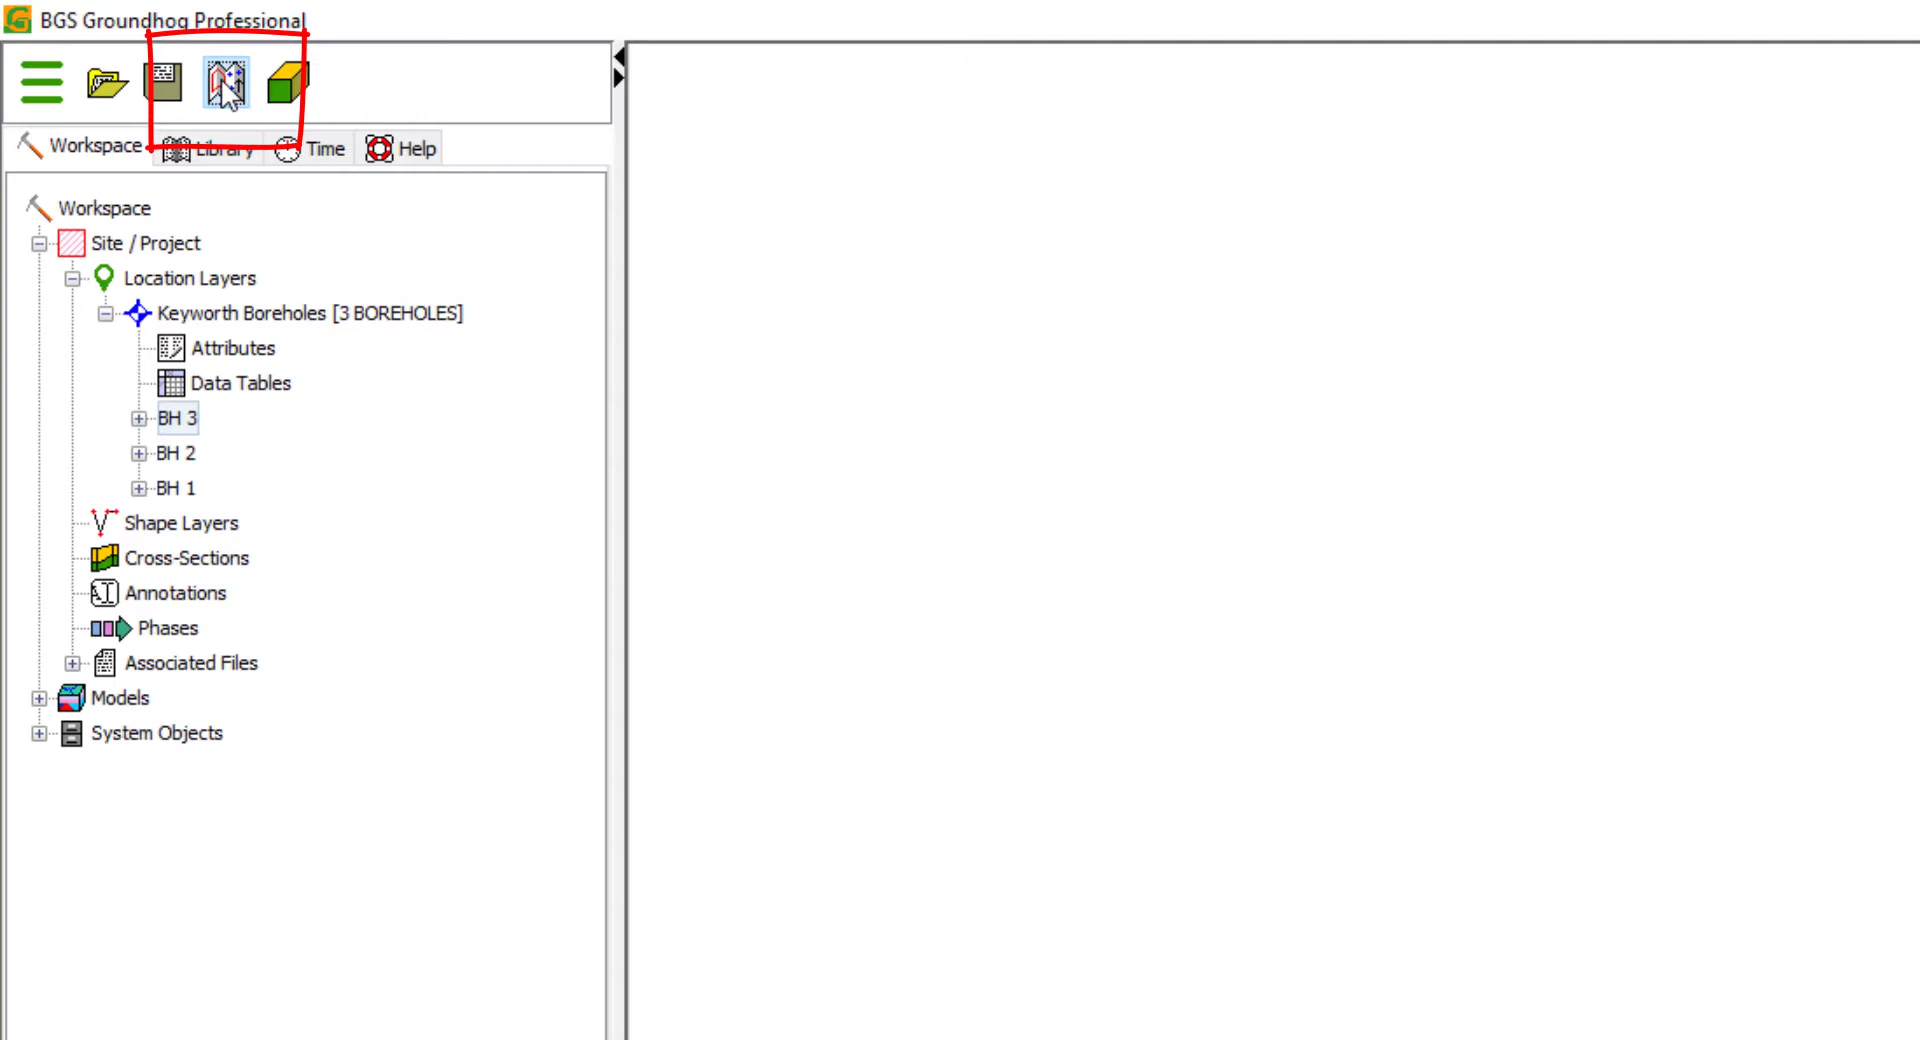 BGS Groundhog Professional
Workspace Library Time Help
Workspace
Site / Project
Location Layers
Keyworth Boreholes [3 BOREHOLES]
Attributes
Data Tables
BH 3
BH 2
BH 1
Shape Layers
Cross-Sections
Annotations
Phases
Associated Files
Models
System Objects